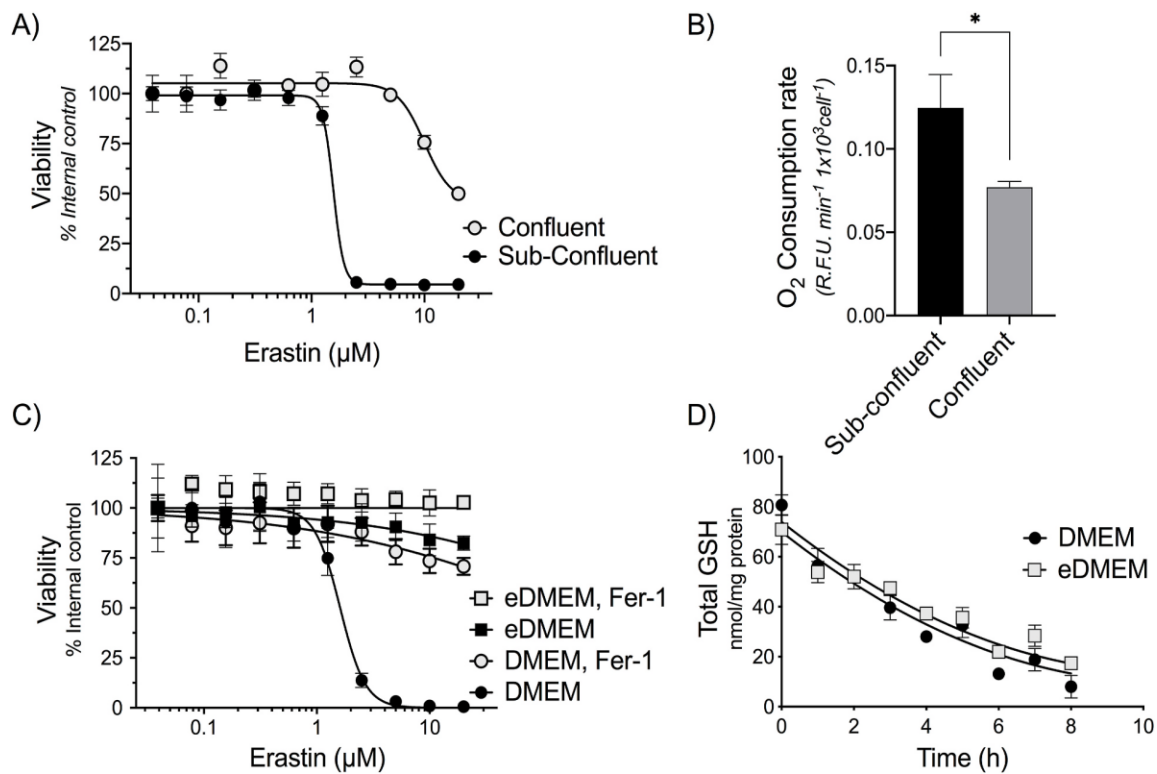 A)
125
100
75
50
25
0
Viability
% Internal control
0.1
1
10
Erastin (µM)
Confluent
Sub-Confluent
B)
*
0.15
0.10
0.05
0.00
O2 Consumption rate
(R.F.U. min-1 1x10³cell-1)
Sub-confluent
Confluent
C)
125
100
75
50
25
0
Viability
% Internal control
0.1
1
10
Erastin (µM)
eDMEM, Fer-1
eDMEM
DMEM, Fer-1
DMEM
D)
100
80
60
40
20
0
Total GSH
nmol/mg protein
0
2
4
6
8
10
Time (h)
DMEM
eDMEM